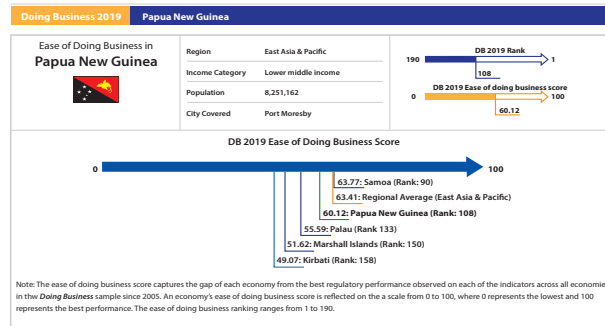 Doing Business 2019 Papua New Guinea
Ease of Doing Business in
Papua New Guinea
Region East Asia & Pacific
Income Category Lower middle income
Population 8,251,162
City Covered Port Moresby
DB 2019 Rank
190 1
108
DB 2019 Ease of doing business score
0 100
60.12
DB 2019 Ease of Doing Business Score
0 100
63.77: Samoa (Rank: 90)
63.41: Regional Average (East Asia & Pacific)
60.12: Papua New Guinea (Rank: 108)
55.59: Palau (Rank 133)
51.62: Marshall Islands (Rank: 150)
49.07: Kirbati (Rank: 158)
Note: The ease of doing business score captures the gap of each economy from the best regulatory performance observed on each of the indicators across all economie
in thw Doing Business sample since 2005. An economy's ease of doing business score is reflected on the a scale from 0 to 100, where 0 represents the lowest and 100
represents the best performance. The ease of doing business ranking ranges from 1 to 190.